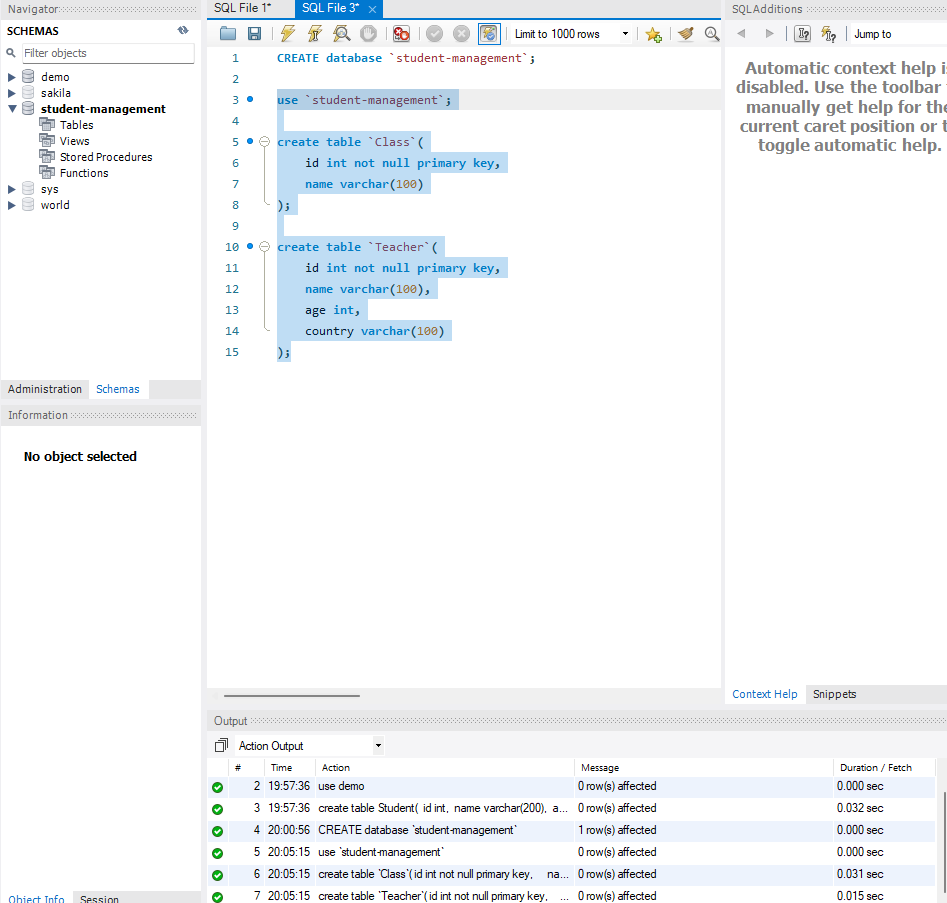 Navigator
SCHEMAS
Filter objects
demo
sakila
student-management
Tables
Views
Stored Procedures
Functions
sys
world
Administration Schemas
Information
No object selected
Object Info Session
SQL File 1* SQL File 3*
Limit to 1000 rows
1 CREATE database `student-management`;
2
3 use `student-management`;
4
5 create table `Class`(
6 id int not null primary key,
7 name varchar(100)
8 );
9
10 create table `Teacher`(
11 id int not null primary key,
12 name varchar(100),
13 age int,
14 country varchar(100)
15 );
SQLAdditions
Jump to
Automatic context help is
disabled. Use the toolbar
manually get help for the
current caret position or t
toggle automatic help.
Context Help Snippets
Output
Action Output
# Time Action Message Duration / Fetch
2 19:57:36 use demo 0 row(s) affected 0.000 sec
3 19:57:36 create table Student( id int, name varchar(200), a... 0 row(s) affected 0.032 sec
4 20:00:56 CREATE database `student-management` 1 row(s) affected 0.000 sec
5 20:05:15 use `student-management` 0 row(s) affected 0.000 sec
6 20:05:15 create table `Class`( id int not null primary key, na... 0 row(s) affected 0.031 sec
7 20:05:15 create table `Teacher`( id int not null primary key, ... 0 row(s) affected 0.015 sec